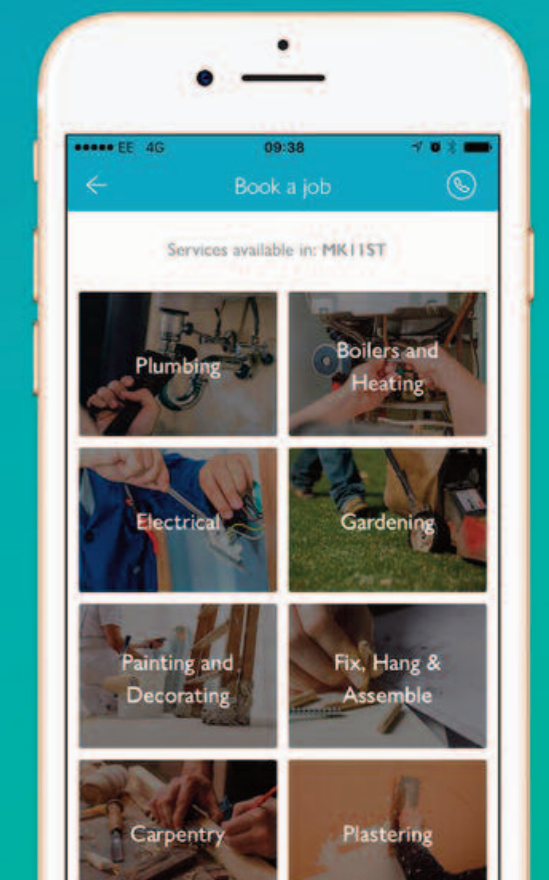 EE 4G 09:38
Book a job
Services available in: MK11ST
Plumbing
Boilers and
Heating
Electrical
Gardening
Painting and
Decorating
Fix, Hang &
Assemble
Carpentry
Plastering